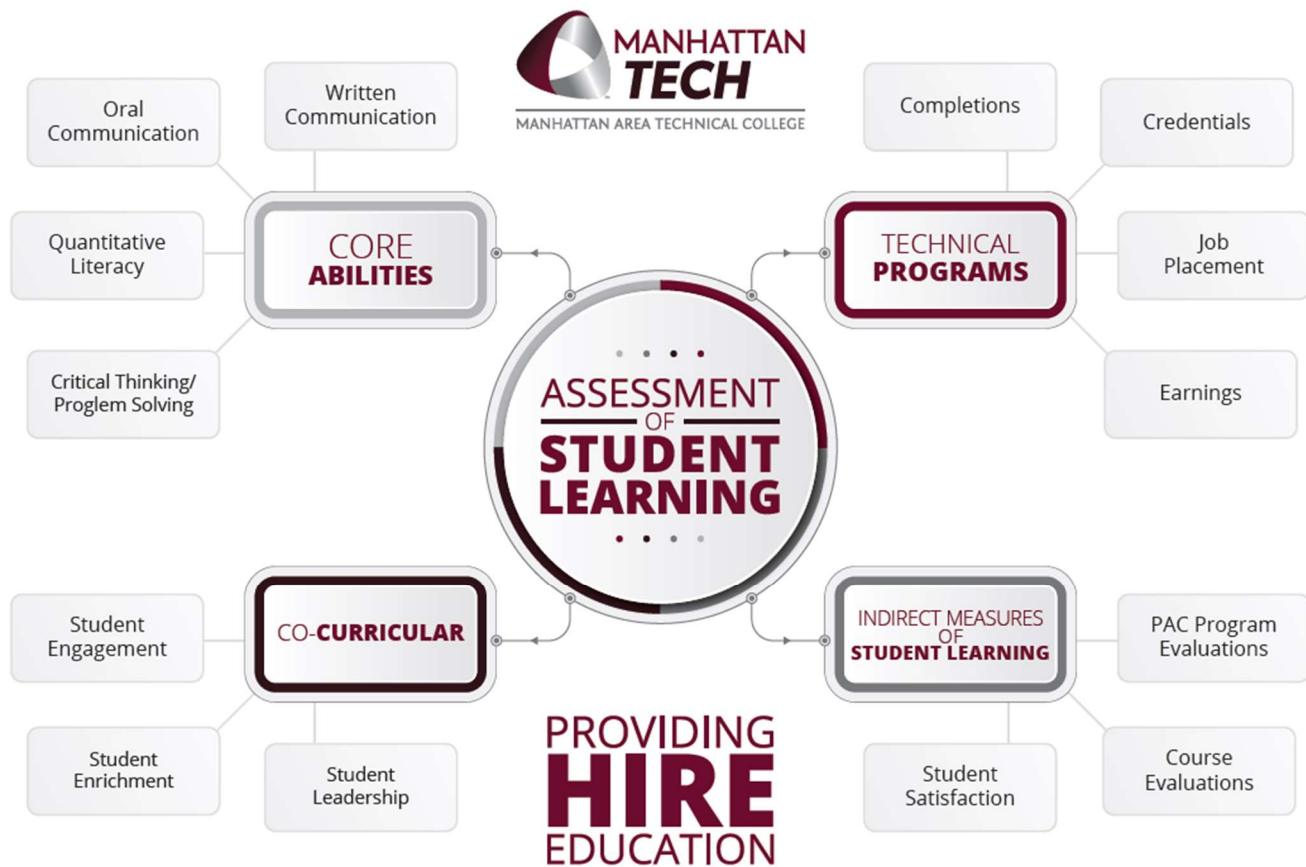 MANHATTAN
TECH
MANHATTAN AREA TECHNICAL COLLEGE
Oral
Communication
Written
Communication
Quantitative
Literacy
Critical Thinking/
Proglem Solving
CORE
ABILITIES
Completions
Credentials
Job
Placement
Earnings
TECHNICAL
PROGRAMS
ASSESSMENT
OF
STUDENT
LEARNING
CO-CURRICULAR
Student
Engagement
Student
Enrichment
Student
Leadership
INDIRECT MEASURES
OF
STUDENT LEARNING
PAC Program
Evaluations
Course
Evaluations
Student
Satisfaction
PROVIDING
HIRE
EDUCATION